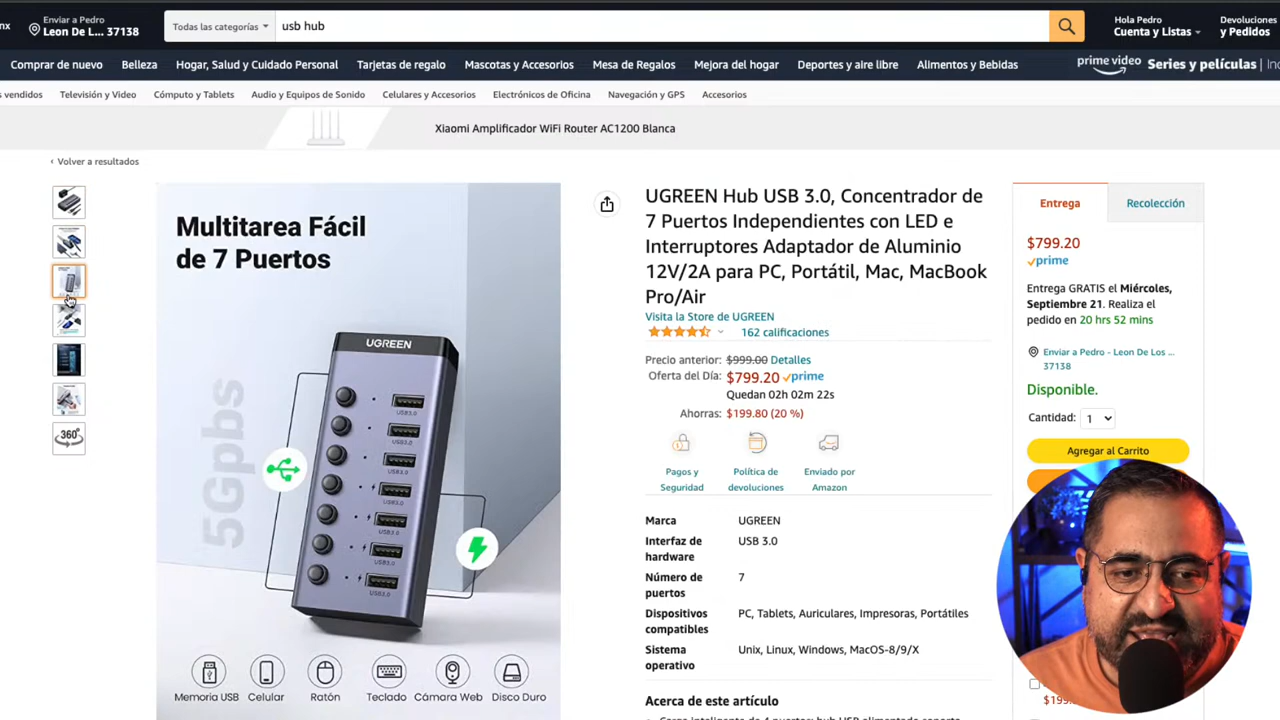 nx
Enviar a Pedro
Leon De L... 37138
Todas las categorías
usb hub
Hola Pedro
Cuenta y Listas
Devoluciones
y Pedidos
Comprar de nuevo
Belleza
Hogar, Salud y Cuidado Personal
Tarjetas de regalo
Mascotas y Accesorios
Mesa de Regalos
Mejora del hogar
Deportes y aire libre
Alimentos y Bebidas
prime video
Series y películas
s vendidos
Televisión y Video
Cómputo y Tablets
Audio y Equipos de Sonido
Celulares y Accesorios
Electrónicos de Oficina
Navegación y GPS
Accesorios
Xiaomi Amplificador WiFi Router AC1200 Blanca
‹ Volver a resultados
360°
Multitarea Fácil
de 7 Puertos
5Gpbs
UGREEN
USB3.0
USB3.0
USB3.0
USB3.0
USB3.0
USB3.0
USB3.0
Memoria USB
Celular
Ratón
Teclado
Cámara Web
Disco Duro
UGREEN Hub USB 3.0, Concentrador de
7 Puertos Independientes con LED e
Interruptores Adaptador de Aluminio
12V/2A para PC, Portátil, Mac, MacBook
Pro/Air
Visita la Store de UGREEN
162 calificaciones
Precio anterior: $999.00 Detalles
Oferta del Día: $799.20 prime
Quedan 02h 02m 22s
Ahorras: $199.80 (20 %)
Pagos y
Seguridad
Política de
devoluciones
Enviado por
Amazon
Marca UGREEN
Interfaz de
hardware
USB 3.0
Número de
puertos
7
Dispositivos
compatibles
PC, Tablets, Auriculares, Impresoras, Portátiles
Sistema
operativo
Unix, Linux, Windows, MacOS-8/9/X
Acerca de este artículo
Entrega
Recolección
$799.20
prime
Entrega GRATIS el Miércoles,
Septiembre 21. Realiza el
pedido en 20 hrs 52 mins
Enviar a Pedro - Leon De Los ...
37138
Disponible.
Cantidad: 1
Agregar al Carrito